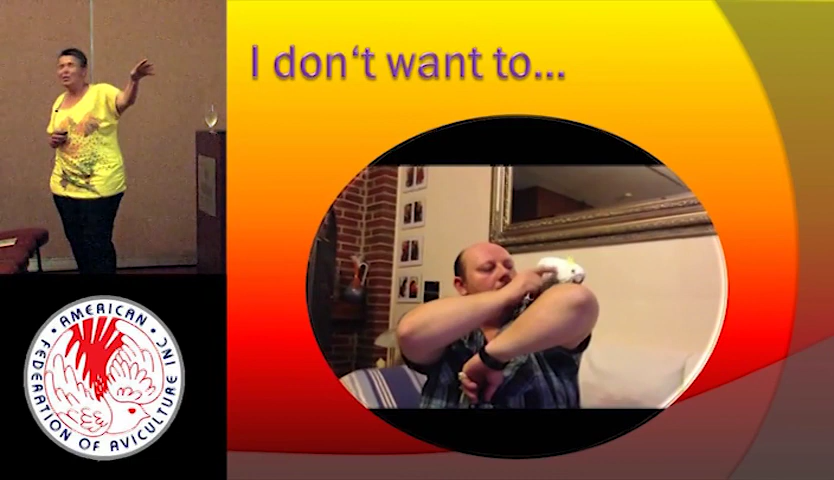 I don‘t want to...
• AMERICAN •
FEDERATION OF AVICULTURE INC